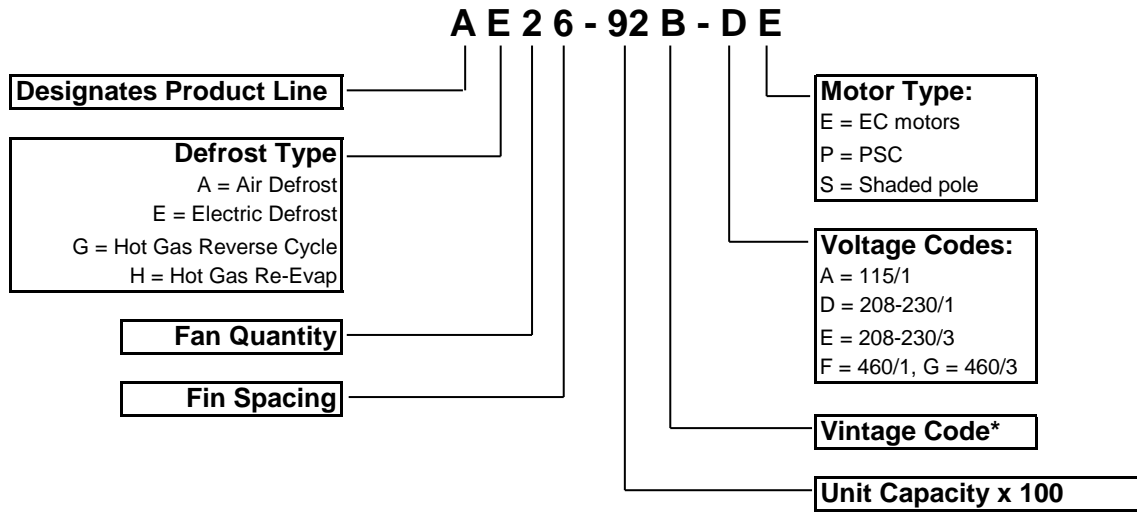 A E 2 6 - 92 B - D E
Designates Product Line
Defrost Type
A = Air Defrost
E = Electric Defrost
G = Hot Gas Reverse Cycle
H = Hot Gas Re-Evap
Fan Quantity
Fin Spacing
Motor Type:
E = EC motors
P = PSC
S = Shaded pole
Voltage Codes:
A = 115/1
D = 208-230/1
E = 208-230/3
F = 460/1, G = 460/3
Vintage Code*
Unit Capacity x 100